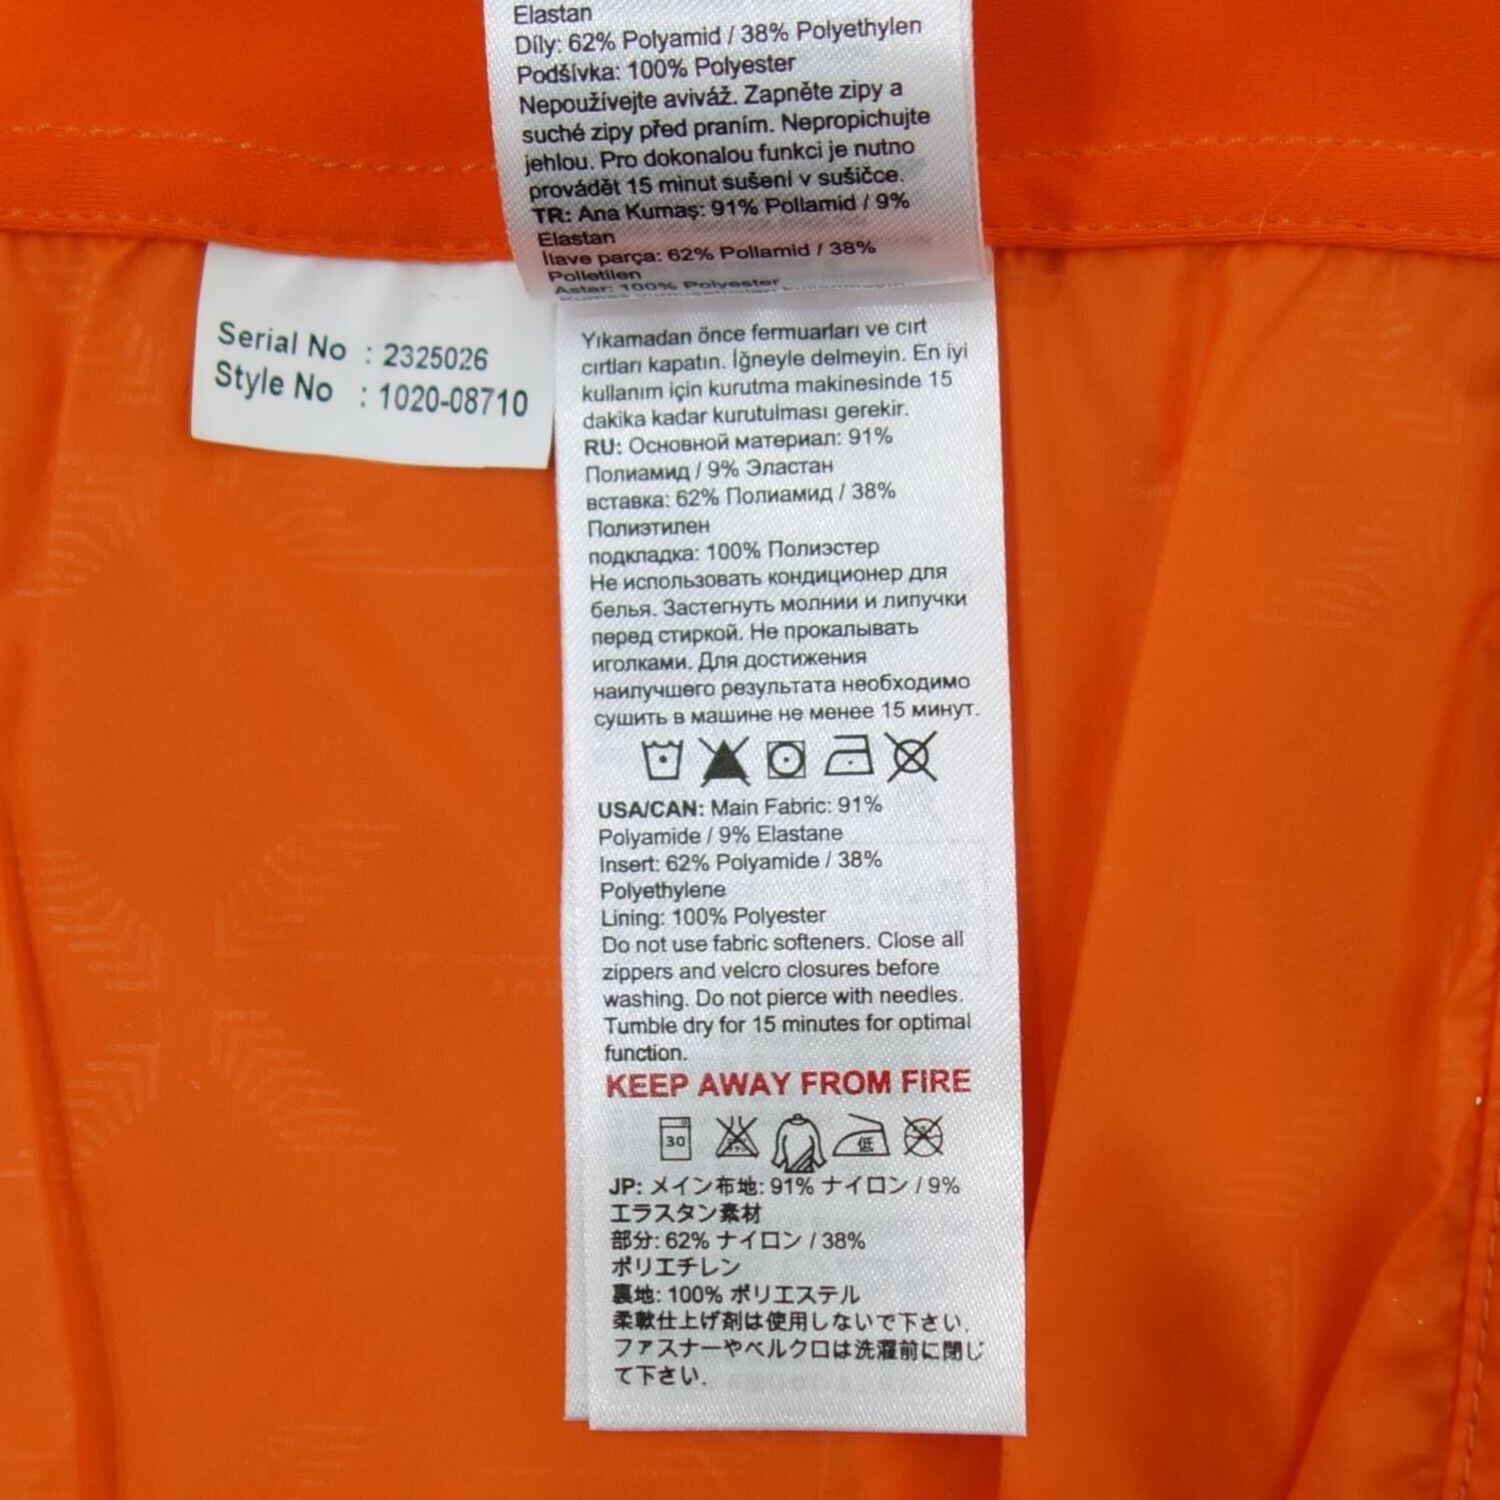 Elastan
Díly: 62% Polyamid / 38% Polyethylen
Podšívka: 100% Polyester
Nepoužívejte aviváž. Zapněte zipy a
suché zipy před praním. Nepropichujte
jehlou. Pro dokonalou funkci je nutno
provádět 15 minut sušení v sušičce.
TR: Ana Kumaş: 91% Pollamid / 9%
Elastan
İlave parça: 62% Pollamid / 38%
Polietilen
Astar: 100% Polyester
Serial No : 2325026
Style No : 1020-08710
Yıkamadan önce fermuarları ve cırt
cırtları kapatın. İğneyle delmeyin. En iyi
kullanım için kurutma makinesinde 15
dakika kadar kurutulması gerekir.
RU: Основной материал: 91%
Полиамид / 9% Эластан
вставка: 62% Полиамид / 38%
Полиэтилен
подкладка: 100% Полиэстер
Не использовать кондиционер для
белья. Застегнуть молнии и липучки
перед стиркой. Не прокалывать
иголками. Для достижения
наилучшего результата необходимо
сушить в машине не менее 15 минут.
USA/CAN: Main Fabric: 91%
Polyamide / 9% Elastane
Insert: 62% Polyamide / 38%
Polyethylene
Lining: 100% Polyester
Do not use fabric softeners. Close all
zippers and velcro closures before
washing. Do not pierce with needles.
Tumble dry for 15 minutes for optimal
function.
KEEP AWAY FROM FIRE
30
低
JP: メイン布地: 91% ナイロン / 9%
エラスタン素材
部分: 62% ナイロン / 38%
ポリエチレン
裏地: 100% ポリエステル
柔軟仕上げ剤は使用しないで下さい.
ファスナーやベルクロは洗濯前に閉じ
て下さい.